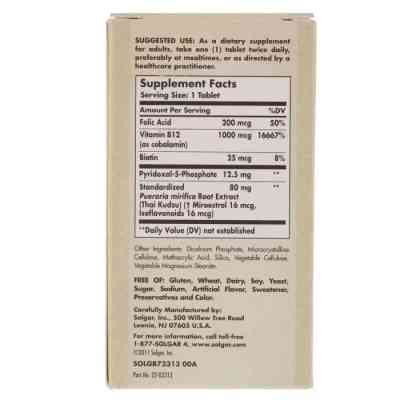 SUGGESTED USE: As a dietary supplement
for adults, take one (1) tablet twice daily,
preferably at mealtimes, or as directed by a
healthcare practitioner.
Supplement Facts
Serving Size: 1 Tablet
Amount Per Serving %DV
Folic Acid 200 mcg 50%
Vitamin B12 1000 mcg 16667%
(as cobalamin)
Biotin 25 mcg 8%
Pyridoxal-5-Phosphate 12.5 mg **
Standardized 80 mg **
Pueraria mirifica Root Extract
(Thai Kudzu) († Miroestrol 16 mcg,
Isoflavonoids 16 mcg)
**Daily Value (DV) not established
Other Ingredients: Dicalcium Phosphate, Microcrystalline
Cellulose, Methacrylic Acid, Silica, Vegetable Cellulose,
Vegetable Magnesium Stearate.
FREE OF: Gluten, Wheat, Dairy, Soy, Yeast,
Sugar, Sodium, Artificial Flavor, Sweetener,
Preservatives and Color.
Carefully Manufactured by:
Solgar, Inc., 500 Willow Tree Road
Leonia, NJ 07605 U.S.A.
For more information, call toll-free
1-877-SOLGAR 4, www.solgar.com
©2011 Solgar, Inc.
SOLGB73313 00A